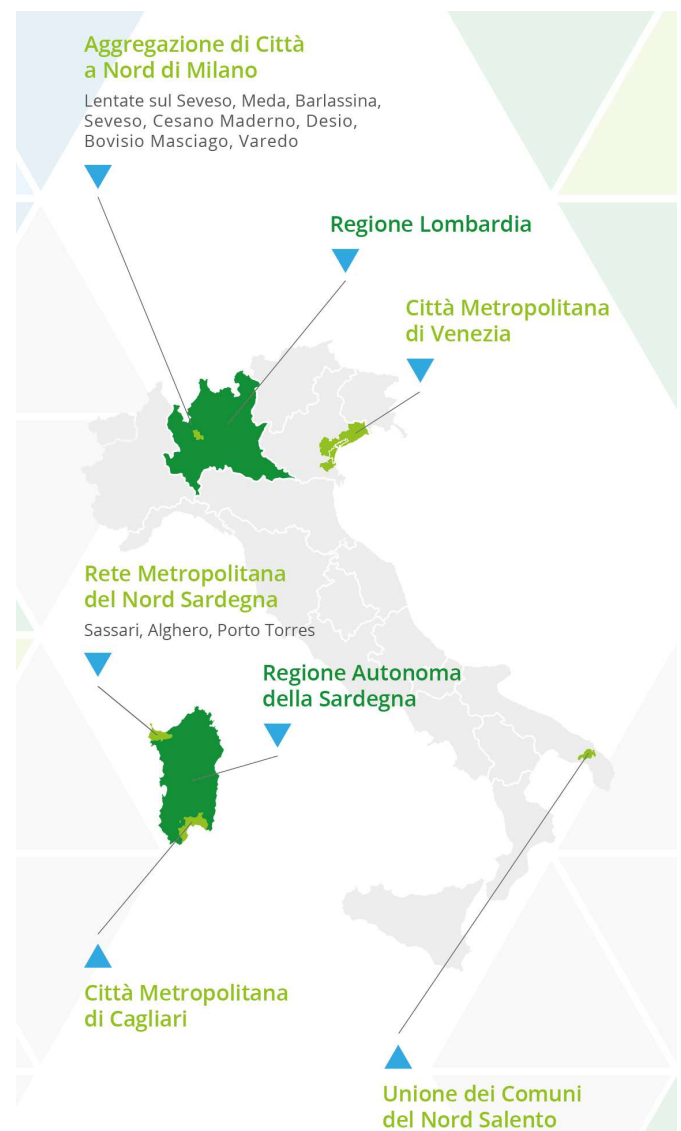 Aggregazione di Città
a Nord di Milano
Lentate sul Seveso, Meda, Barlassina,
Seveso, Cesano Maderno, Desio,
Bovisio Masciago, Varedo
Regione Lombardia
Città Metropolitana
di Venezia
Rete Metropolitana
del Nord Sardegna
Sassari, Alghero, Porto Torres
Regione Autonoma
della Sardegna
Città Metropolitana
di Cagliari
Unione dei Comuni
del Nord Salento